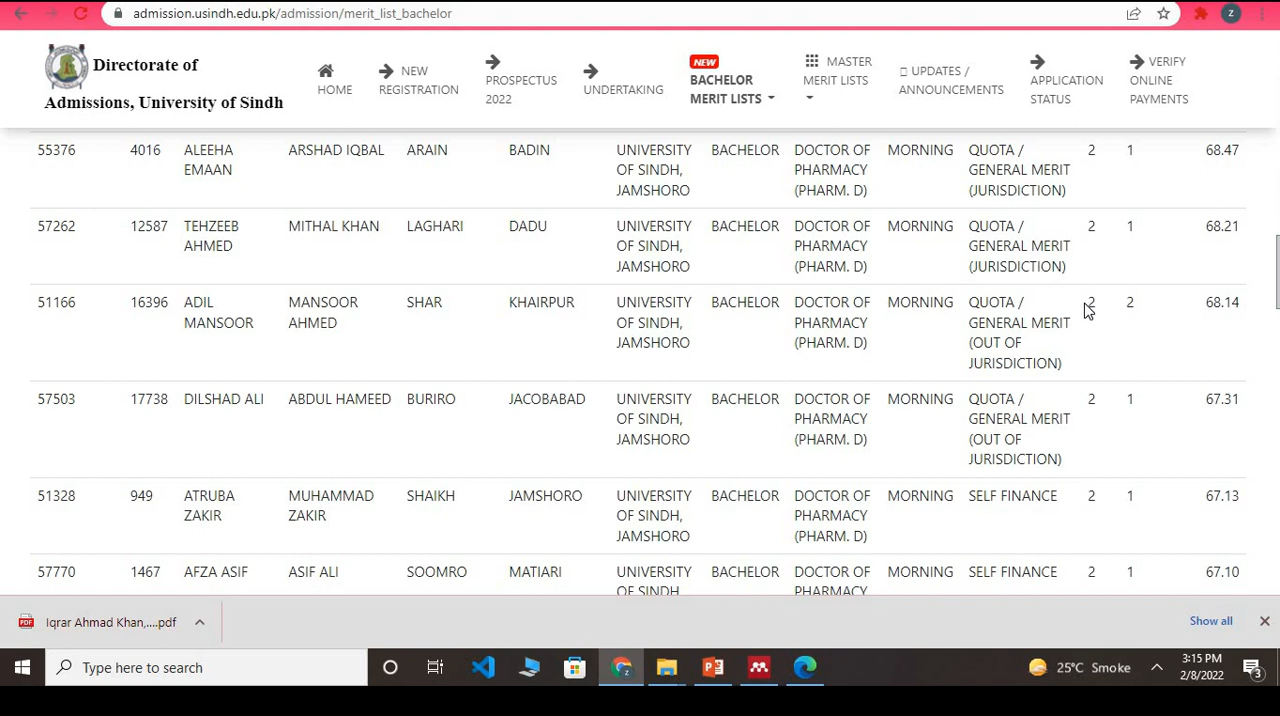 admission.usindh.edu.pk/admission/merit_list_bachelor
Z
Directorate of
Admissions, University of Sindh
HOME
NEW
REGISTRATION
PROSPECTUS
2022
UNDERTAKING
NEW
BACHELOR
MERIT LISTS
MASTER
MERIT LISTS
UPDATES /
ANNOUNCEMENTS
APPLICATION
STATUS
VERIFY
ONLINE
PAYMENTS
55376 4016 ALEEHA ARSHAD IQBAL ARAIN BADIN UNIVERSITY BACHELOR DOCTOR OF MORNING QUOTA / 2 1 68.47
EMAAN OF SINDH, PHARMACY GENERAL MERIT
JAMSHORO (PHARM. D) (JURISDICTION)
57262 12587 TEHZEEB MITHAL KHAN LAGHARI DADU UNIVERSITY BACHELOR DOCTOR OF MORNING QUOTA / 2 1 68.21
AHMED OF SINDH, PHARMACY GENERAL MERIT
JAMSHORO (PHARM. D) (JURISDICTION)
51166 16396 ADIL MANSOOR SHAR KHAIRPUR UNIVERSITY BACHELOR DOCTOR OF MORNING QUOTA / 2 2 68.14
MANSOOR AHMED OF SINDH, PHARMACY GENERAL MERIT
JAMSHORO (PHARM. D) (OUT OF
JURISDICTION)
57503 17738 DILSHAD ALI ABDUL HAMEED BURIRO JACOBABAD UNIVERSITY BACHELOR DOCTOR OF MORNING QUOTA / 2 1 67.31
OF SINDH, PHARMACY GENERAL MERIT
JAMSHORO (PHARM. D) (OUT OF
JURISDICTION)
51328 949 ATRUBA MUHAMMAD SHAIKH JAMSHORO UNIVERSITY BACHELOR DOCTOR OF MORNING SELF FINANCE 2 1 67.13
ZAKIR ZAKIR OF SINDH, PHARMACY
JAMSHORO (PHARM. D)
57770 1467 AFZA ASIF ASIF ALI SOOMRO MATIARI UNIVERSITY BACHELOR DOCTOR OF MORNING SELF FINANCE 2 1 67.10
OF SINDH, PHARMACY
Iqrar Ahmad Khan,....pdf
Show all
Type here to search
25°C Smoke
3:15 PM
2/8/2022
3